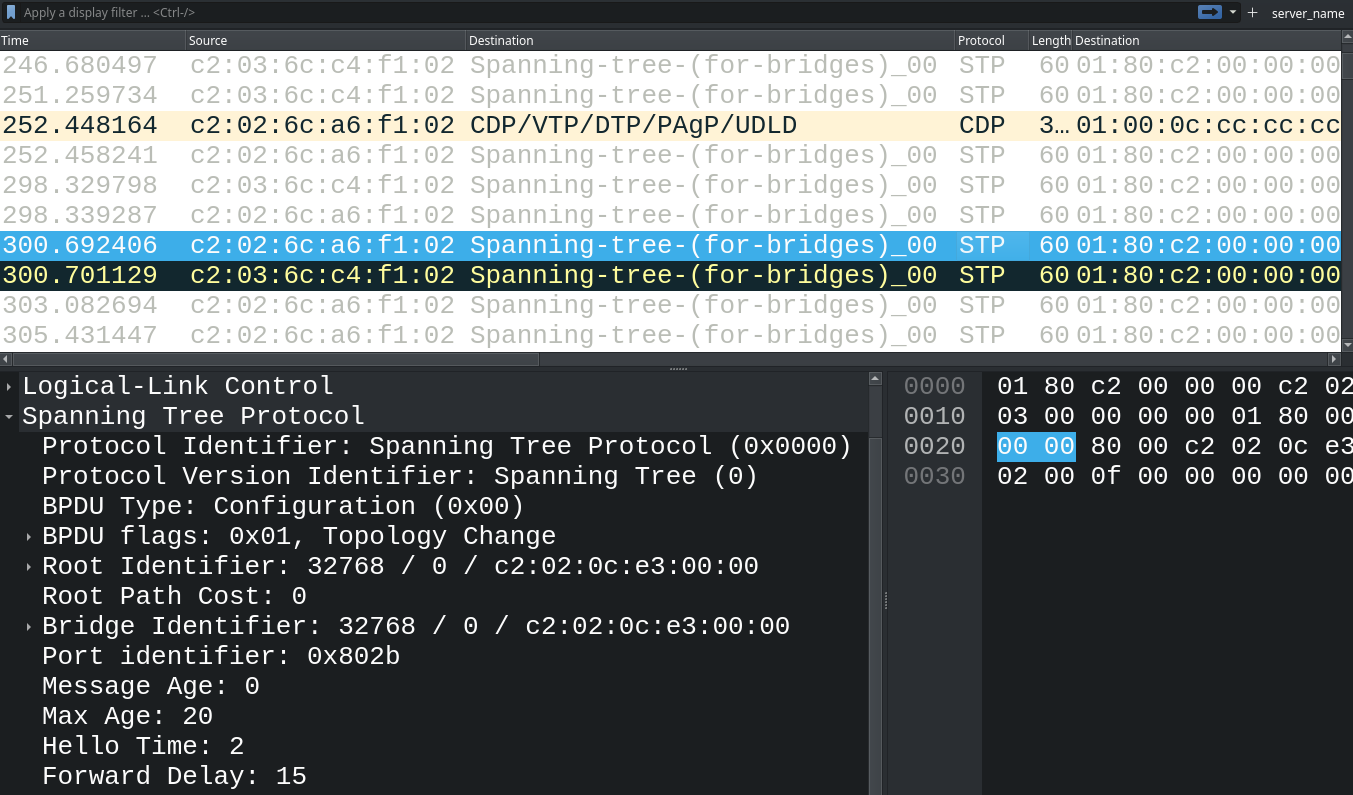 Apply a display filter ... <Ctrl-/> + server_name
Time Source Destination Protocol Length Destination
246.680497 c2:03:6c:c4:f1:02 Spanning-tree-(for-bridges)_00 STP 60 01:80:c2:00:00:00
251.259734 c2:03:6c:c4:f1:02 Spanning-tree-(for-bridges)_00 STP 60 01:80:c2:00:00:00
252.448164 c2:02:6c:a6:f1:02 CDP/VTP/DTP/PAgP/UDLD CDP 3… 01:00:0c:cc:cc:cc
252.458241 c2:02:6c:a6:f1:02 Spanning-tree-(for-bridges)_00 STP 60 01:80:c2:00:00:00
298.329798 c2:03:6c:c4:f1:02 Spanning-tree-(for-bridges)_00 STP 60 01:80:c2:00:00:00
298.339287 c2:02:6c:a6:f1:02 Spanning-tree-(for-bridges)_00 STP 60 01:80:c2:00:00:00
300.692406 c2:02:6c:a6:f1:02 Spanning-tree-(for-bridges)_00 STP 60 01:80:c2:00:00:00
300.701129 c2:03:6c:c4:f1:02 Spanning-tree-(for-bridges)_00 STP 60 01:80:c2:00:00:00
303.082694 c2:02:6c:a6:f1:02 Spanning-tree-(for-bridges)_00 STP 60 01:80:c2:00:00:00
305.431447 c2:02:6c:a6:f1:02 Spanning-tree-(for-bridges)_00 STP 60 01:80:c2:00:00:00
Logical-Link Control
Spanning Tree Protocol
Protocol Identifier: Spanning Tree Protocol (0x0000)
Protocol Version Identifier: Spanning Tree (0)
BPDU Type: Configuration (0x00)
BPDU flags: 0x01, Topology Change
Root Identifier: 32768 / 0 / c2:02:0c:e3:00:00
Root Path Cost: 0
Bridge Identifier: 32768 / 0 / c2:02:0c:e3:00:00
Port identifier: 0x802b
Message Age: 0
Max Age: 20
Hello Time: 2
Forward Delay: 15
0000 01 80 c2 00 00 00 c2 02
0010 03 00 00 00 00 01 80 00
0020 00 00 80 00 c2 02 0c e3
0030 02 00 0f 00 00 00 00 00